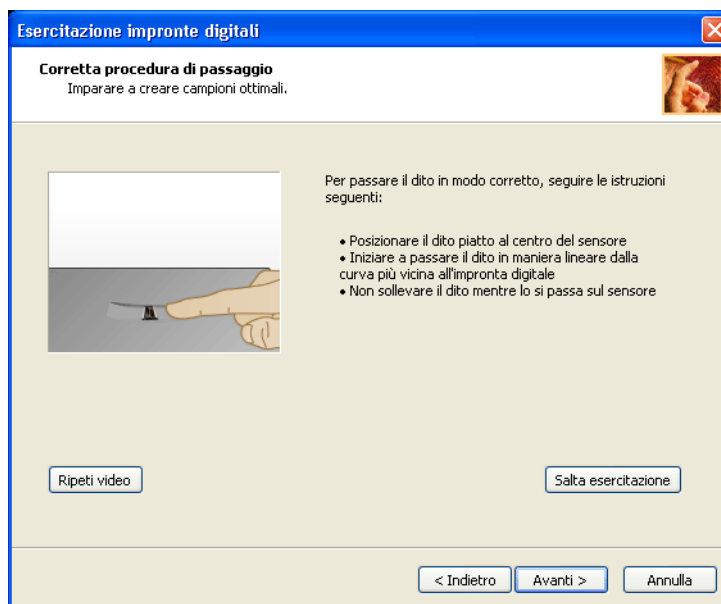 Esercitazione impronte digitali
Corretta procedura di passaggio
Imparare a creare campioni ottimali.
Per passare il dito in modo corretto, seguire le istruzioni
seguenti:
• Posizionare il dito piatto al centro del sensore
• Iniziare a passare il dito in maniera lineare dalla
curva più vicina all'impronta digitale
• Non sollevare il dito mentre lo si passa sul sensore
Ripeti video
Salta esercitazione
< Indietro
Avanti >
Annulla